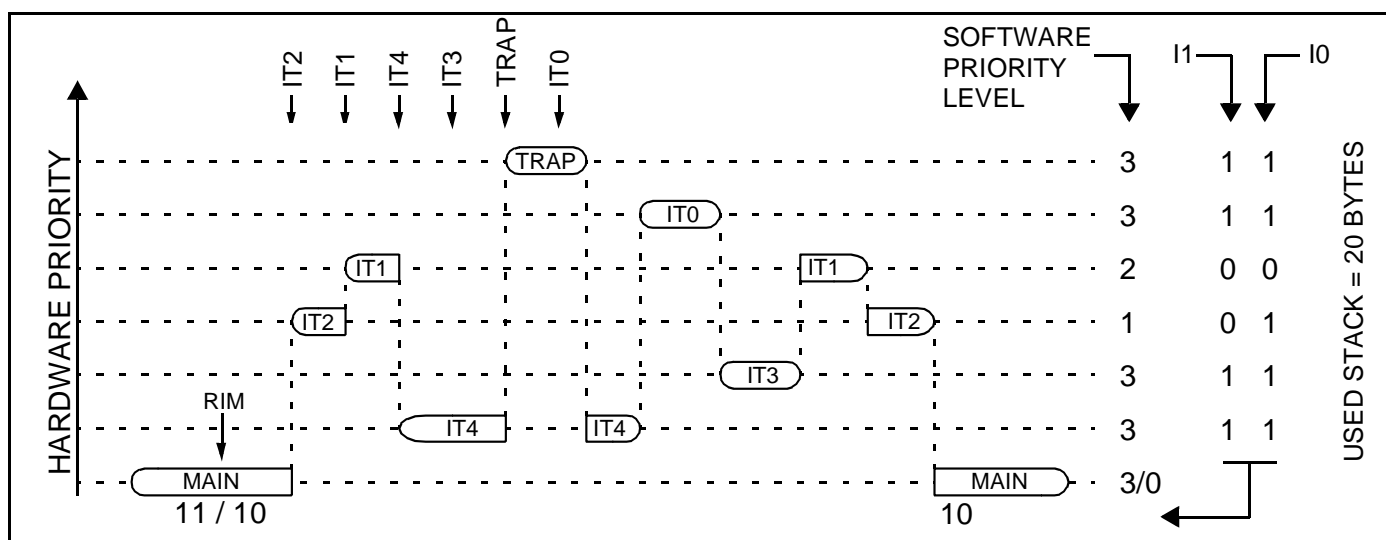 IT2
IT1
IT4
IT3
TRAP
IT0
SOFTWARE
PRIORITY
LEVEL
I1
I0
HARDWARE PRIORITY
TRAP 3 1 1
IT0 3 1 1
IT1 IT1 2 0 0
IT2 IT2 1 0 1
IT3 3 1 1
RIM
IT4 IT4 3 1 1
MAIN MAIN 3/0
11 / 10 10
USED STACK = 20 BYTES